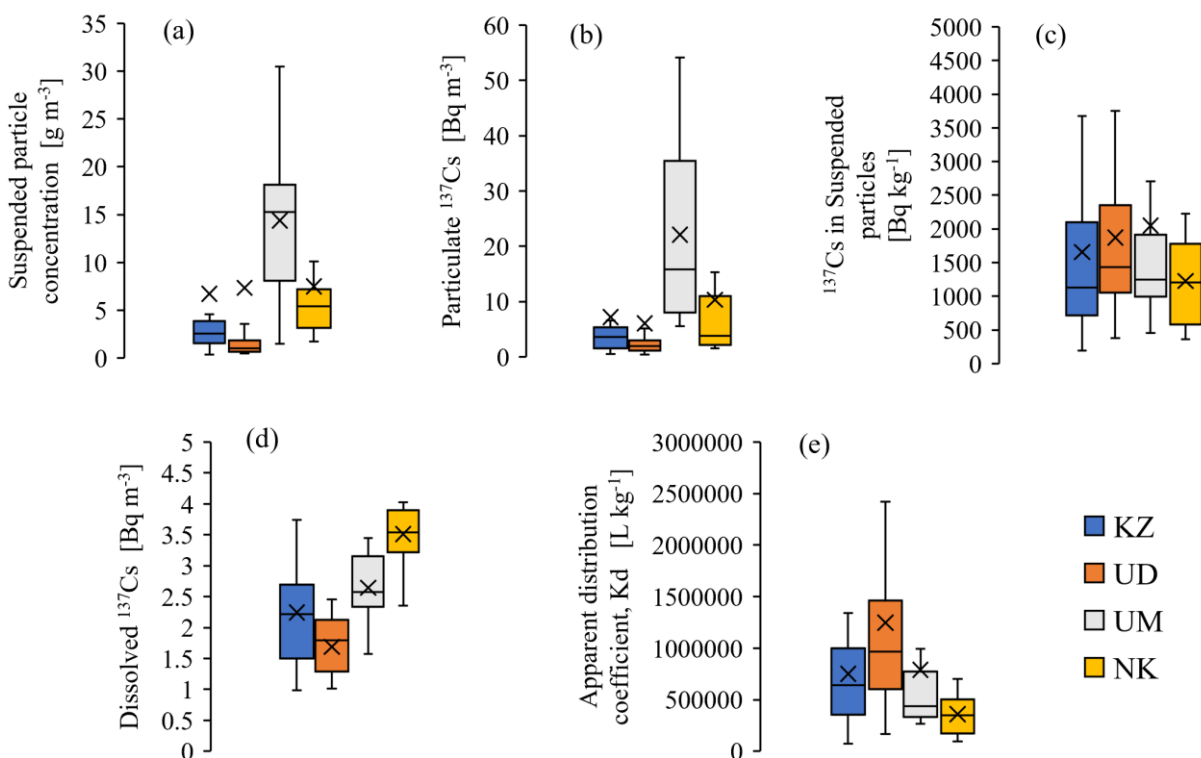 (a)
Suspended particle
concentration [g m⁻³]
35
30
25
20
15
10
5
0
(b)
Particulate ¹³⁷Cs [Bq m⁻³]
60
50
40
30
20
10
0
(c)
¹³⁷Cs in Suspended
particles
[Bq kg⁻¹]
5000
4500
4000
3500
3000
2500
2000
1500
1000
500
0
(d)
Dissolved ¹³⁷Cs [Bq m⁻³]
5
4.5
4
3.5
3
2.5
2
1.5
1
0.5
0
(e)
Apparent distribution
coefficient, Kd [L kg⁻¹]
3000000
2500000
2000000
1500000
1000000
500000
0
KZ
UD
UM
NK